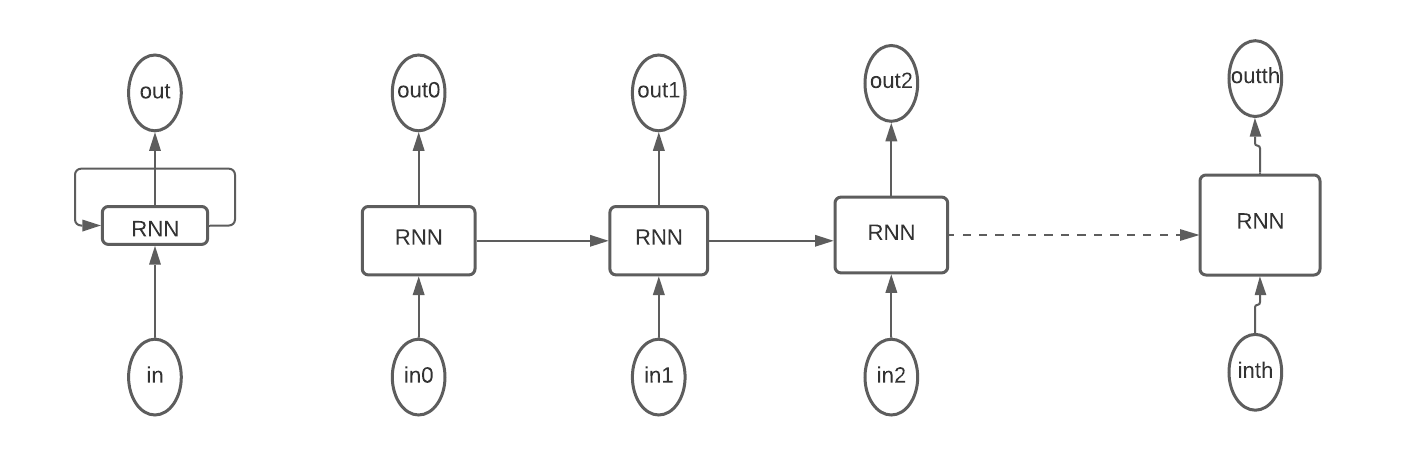 out
out0
out1
out2
outth
RNN
RNN
RNN
RNN
RNN
in
in0
in1
in2
inth